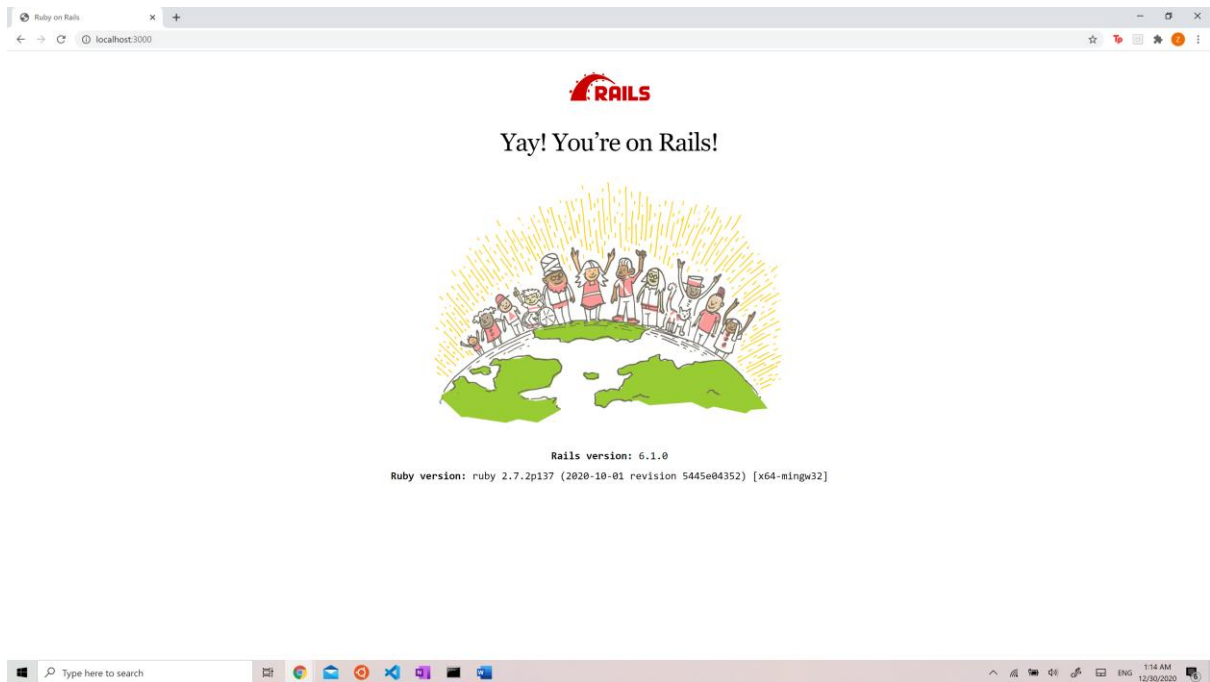 Ruby on Rails
localhost:3000
Tp
Z
RAILS
Yay! You’re on Rails!
Rails version: 6.1.0
Ruby version: ruby 2.7.2p137 (2020-10-01 revision 5445e04352) [x64-mingw32]
Type here to search
ENG
1:14 AM
12/30/2020
6